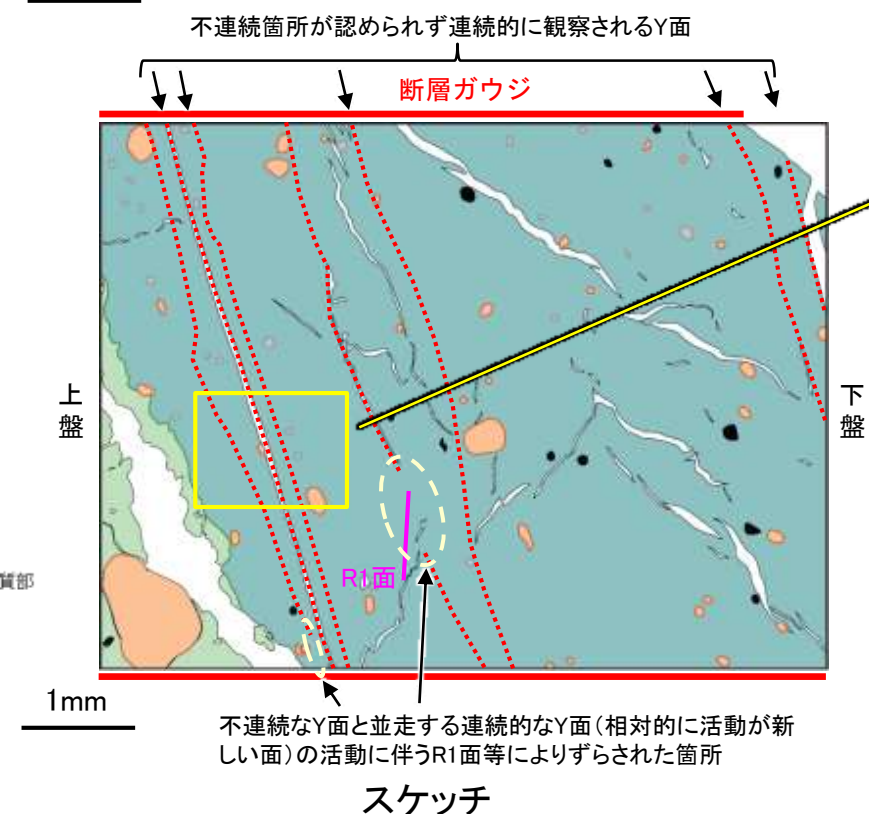 不連続箇所が認められず連続的に観察されるY面
断層ガウジ
上盤
下盤
R1面
質部
1mm
不連続なY面と並走する連続的なY面(相対的に活動が新
しい面)の活動に伴うR1面等によりずらされた箇所
スケッチ